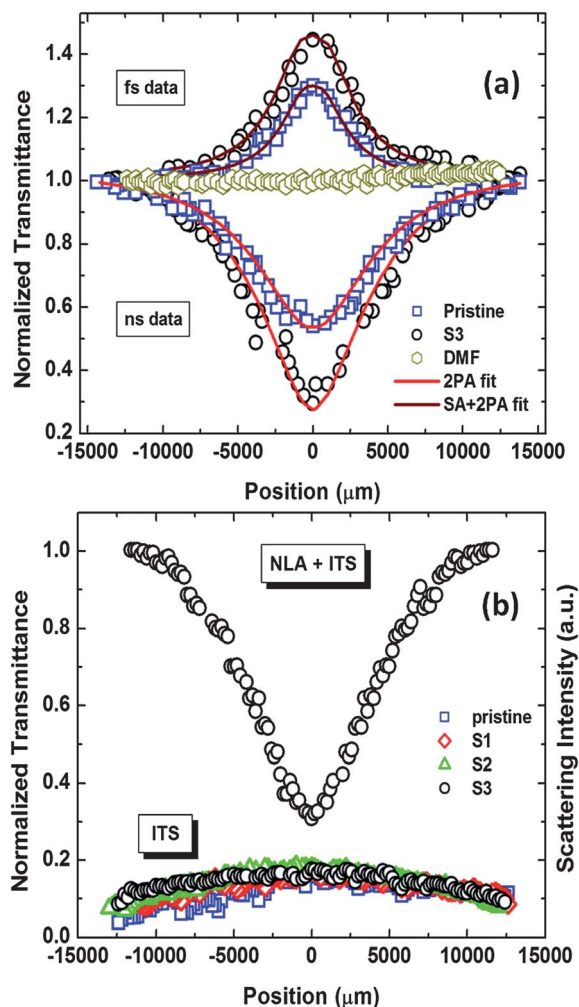 (a)
fs data
ns data
Normalized Transmittance
1.4
1.2
1.0
0.8
0.6
0.4
0.2
Pristine
S3
DMF
2PA fit
SA+2PA fit
-15000 -10000 -5000 0 5000 10000 15000
Position (μm)
(b)
NLA + ITS
ITS
Normalized Transmittance
Scattering Intensity (a.u.)
1.0
0.8
0.6
0.4
0.2
0.0
pristine
S1
S2
S3
-15000 -10000 -5000 0 5000 10000 15000
Position (μm)